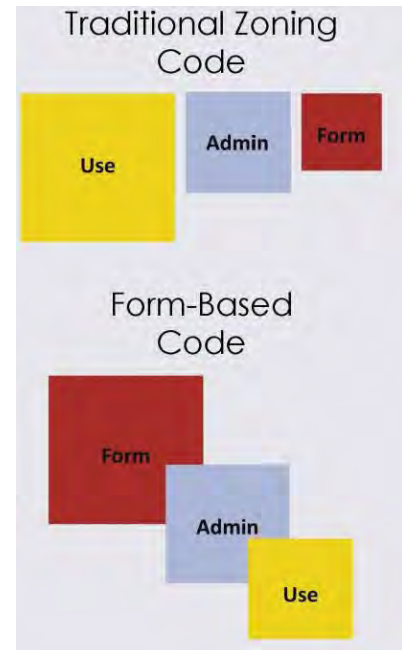 Traditional Zoning
Code
Use
Admin
Form
Form-Based
Code
Form
Admin
Use